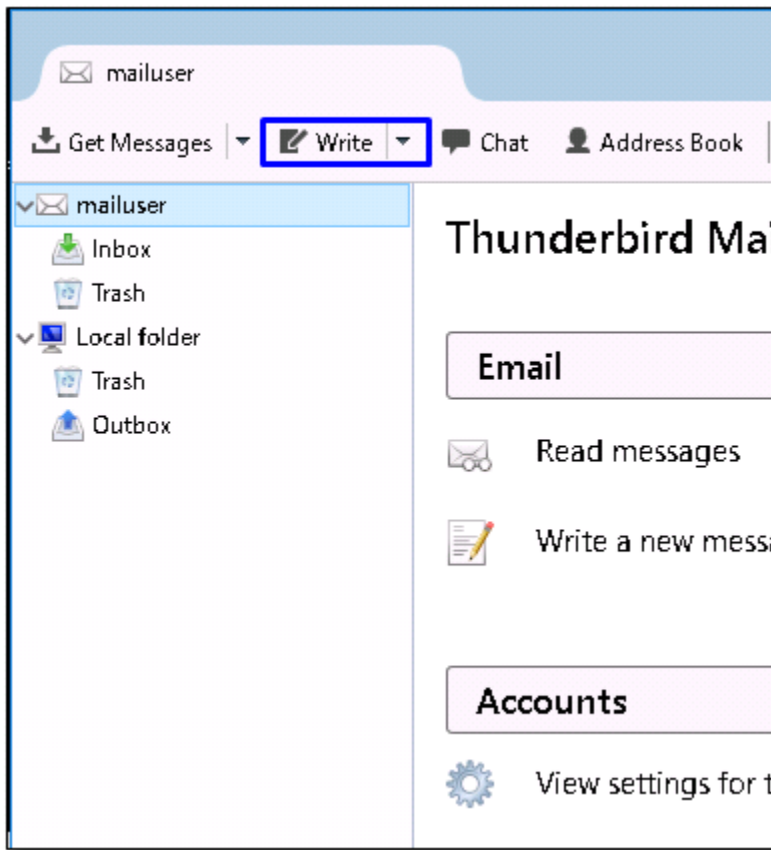 mailuser
Get Messages Write Chat Address Book
mailuser
Inbox
Trash
Local folder
Trash
Outbox
Thunderbird Mai
Email
Read messages
Write a new messa
Accounts
View settings for t